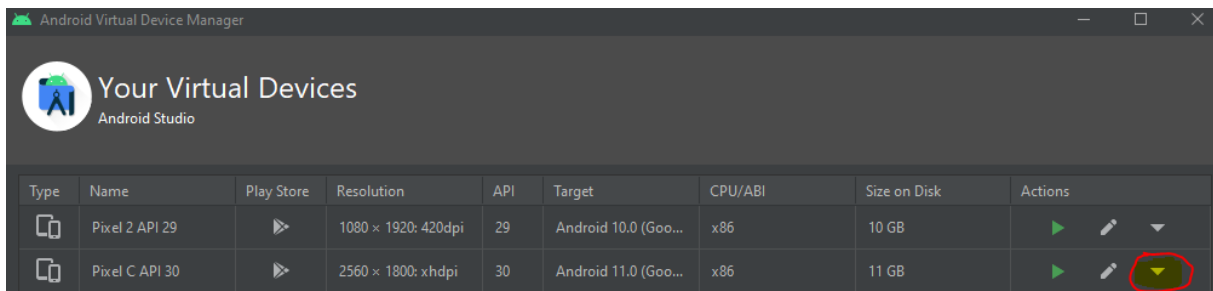 Android Virtual Device Manager
Your Virtual Devices
Android Studio
Type Name Play Store Resolution API Target CPU/ABI Size on Disk Actions
Pixel 2 API 29 1080 × 1920: 420dpi 29 Android 10.0 (Goo... x86 10 GB
Pixel C API 30 2560 × 1800: xhdpi 30 Android 11.0 (Goo... x86 11 GB